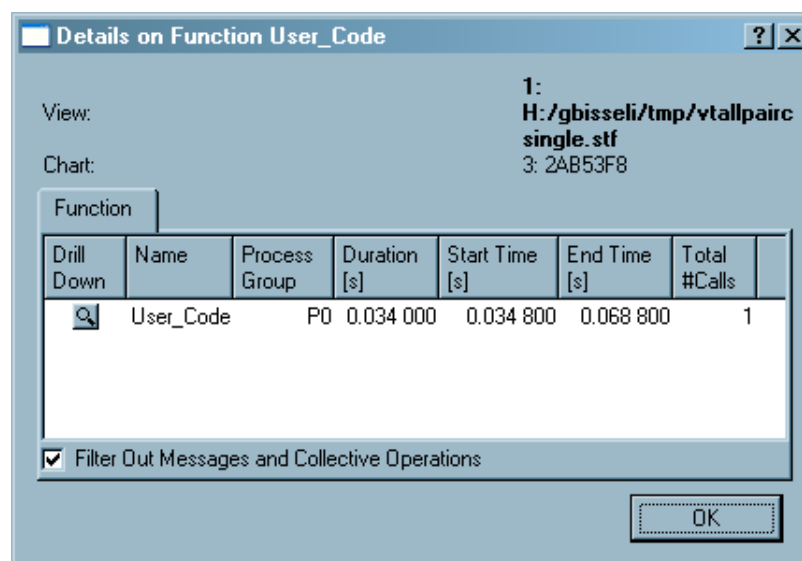 Details on Function User_Code
View:
1:
H:/gbisseli/tmp/vtallpairc
single.stf
Chart:
3: 2AB53F8
Function
Drill Down Name Process Group Duration [s] Start Time [s] End Time [s] Total #Calls
User_Code P0 0.034 000 0.034 800 0.068 800 1
Filter Out Messages and Collective Operations
OK